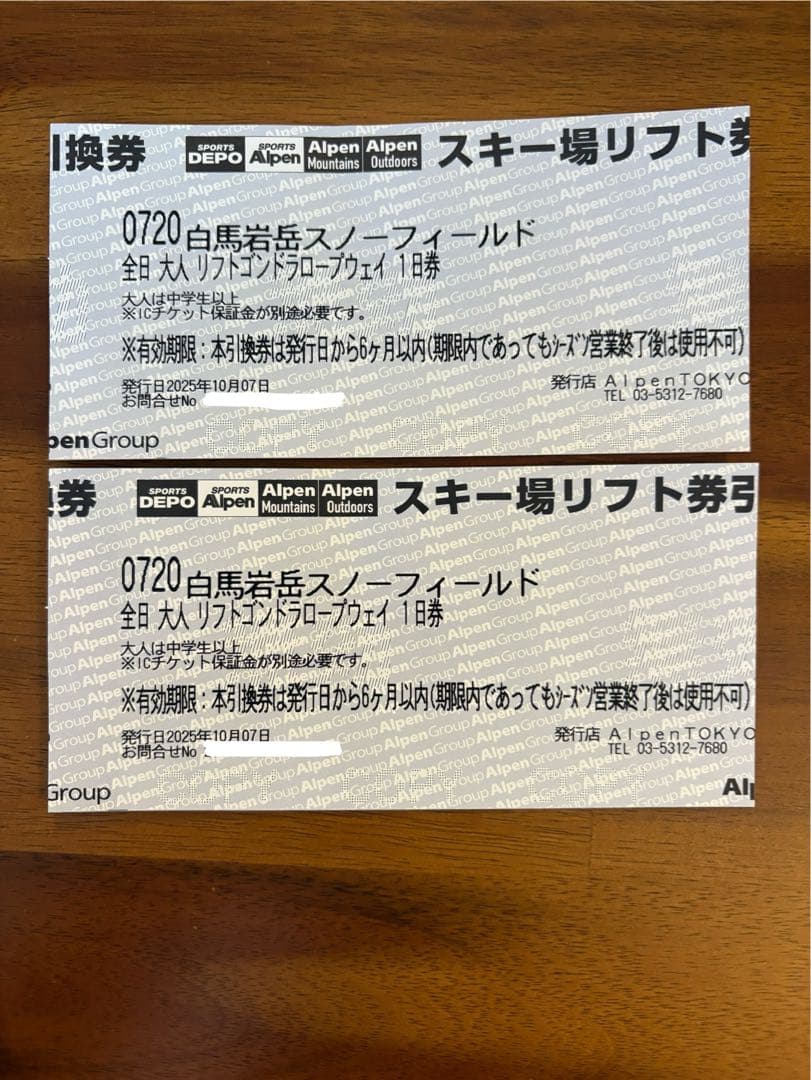 換券 SPORTS DEPO SPORTS Alpen Alpen Mountains Alpen Outdoors スキー場リフト券
0720 白馬岩岳スノーフィールド
全日 大人 リフトゴンドラロープウェイ 1日券
大人は中学生以上
※ICチケット保証金が別途必要です。
※有効期限：本引換券は発行日から6ヶ月以内(期限内であってもシーズン営業終了後は使用不可)
発行日2025年10月07日 発行店 AlpenTOKYO
お問合せNo TEL 03-5312-7680
pen Group
券 SPORTS DEPO SPORTS Alpen Alpen Mountains Alpen Outdoors スキー場リフト券引
0720 白馬岩岳スノーフィールド
全日 大人 リフトゴンドラロープウェイ 1日券
大人は中学生以上
※ICチケット保証金が別途必要です。
※有効期限：本引換券は発行日から6ヶ月以内(期限内であってもシーズン営業終了後は使用不可)
発行日2025年10月07日 発行店 AlpenTOKYO
お問合せNo TEL 03-5312-7680
Group Al